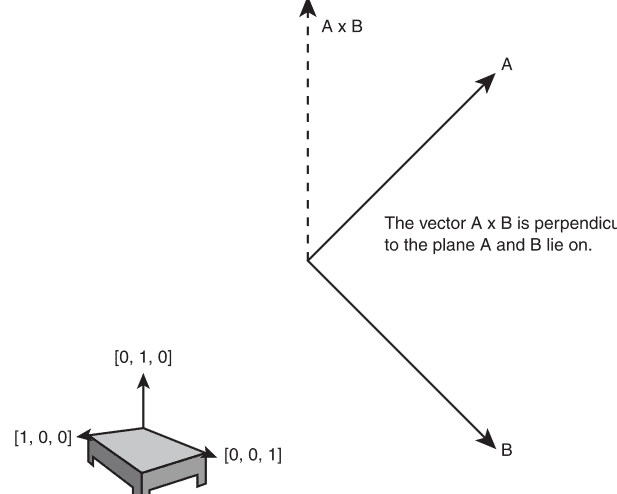 A x B
A
The vector A x B is perpendicu
to the plane A and B lie on.
[0, 1, 0]
[1, 0, 0]
[0, 0, 1]
B